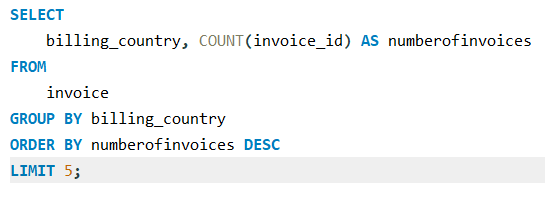 SELECT
    billing_country, COUNT(invoice_id) AS numberofinvoices
FROM
    invoice
GROUP BY billing_country
ORDER BY numberofinvoices DESC
LIMIT 5;